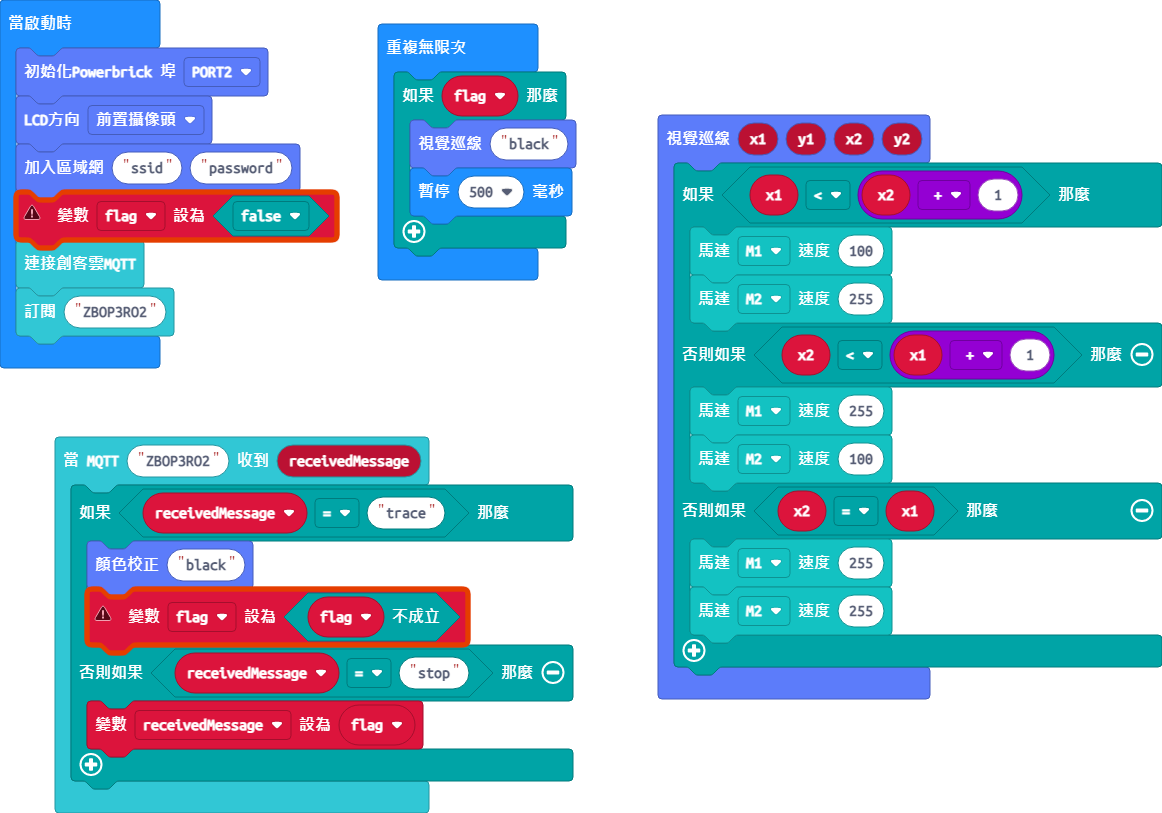 當啟動時
初始化Powerbrick 埠 PORT2
LCD方向 前置攝像頭
加入區域網 "ssid" "password"
變數 flag 設為 false
連接創客雲MQTT
訂閱 "ZBOP3RO2"
重複無限次
如果 flag 那麼
視覺巡線 "black"
暫停 500 毫秒
視覺巡線 x1 y1 x2 y2
如果 x1 < x2 + 1 那麼
馬達 M1 速度 100
馬達 M2 速度 255
否則如果 x2 < x1 + 1 那麼
馬達 M1 速度 255
馬達 M2 速度 100
否則如果 x2 = x1 那麼
馬達 M1 速度 255
馬達 M2 速度 255
當 MQTT "ZBOP3RO2" 收到 receivedMessage
如果 receivedMessage = "trace" 那麼
顏色校正 "black"
變數 flag 設為 flag 不成立
否則如果 receivedMessage = "stop" 那麼
變數 receivedMessage 設為 flag